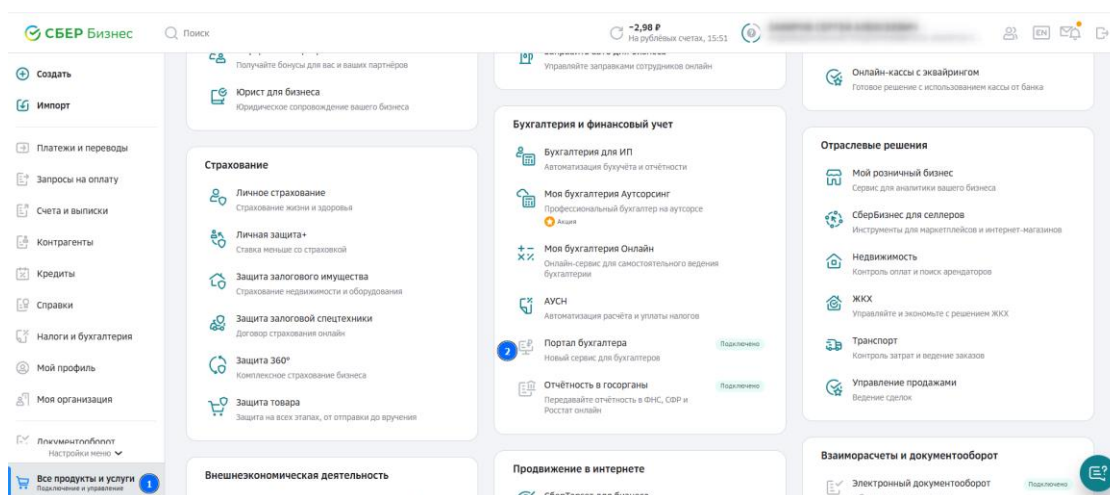 СБЕР Бизнес
Поиск
-2,98 ₽
На рублёвых счетах, 15:51
EN
Создать
Импорт
Платежи и переводы
Запросы на оплату
Счета и выписки
Контрагенты
Кредиты
Справки
Налоги и бухгалтерия
Мой профиль
Моя организация
Документооборот
Настройки меню
Все продукты и услуги
Подключение и управление
1
Получайте бонусы для вас и ваших партнёров
Юрист для бизнеса
Юридическое сопровождение вашего бизнеса
Страхование
Личное страхование
Страхование жизни и здоровья
Личная защита+
Ставка меньше со страховкой
Защита залогового имущества
Страхование недвижимости и оборудования
Защита залоговой спецтехники
Договор страхования онлайн
Защита 360°
Комплексное страхование бизнеса
Защита товара
Защита на всех этапах, от отправки до вручения
Внешнеэкономическая деятельность
Управляйте заправками сотрудников онлайн
Бухгалтерия и финансовый учет
Бухгалтерия для ИП
Автоматизация бухучёта и отчётности
Моя бухгалтерия Аутсорсинг
Профессиональный бухгалтер на аутсорсе
Акция
Моя бухгалтерия Онлайн
Онлайн-сервис для самостоятельного ведения
бухгалтерии
АУСН
Автоматизация расчёта и уплаты налогов
2
Портал бухгалтера
Подключено
Новый сервис для бухгалтеров
Отчётность в госорганы
Подключено
Передавайте отчётность в ФНС, СФР и
Росстат онлайн
Продвижение в интернете
Онлайн-кассы с эквайрингом
Готовое решение с использованием кассы от банка
Отраслевые решения
Мой розничный бизнес
Сервис для аналитики вашего бизнеса
СберБизнес для селлеров
Инструменты для маркетплейсов и интернет-магазинов
Недвижимость
Контроль оплат и поиск арендаторов
ЖКХ
Управляйте и экономьте с решением ЖКХ
Транспорт
Контроль затрат и ведение заказов
Управление продажами
Ведение сделок
Взаиморасчеты и документооборот
Электронный документооборот
Подключено